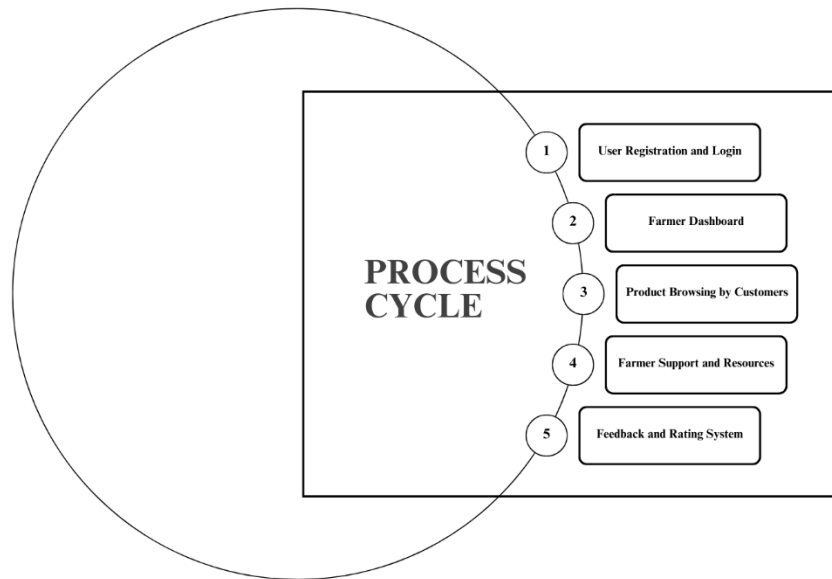 PROCESS
CYCLE
1
User Registration and Login
2
Farmer Dashboard
3
Product Browsing by Customers
4
Farmer Support and Resources
5
Feedback and Rating System